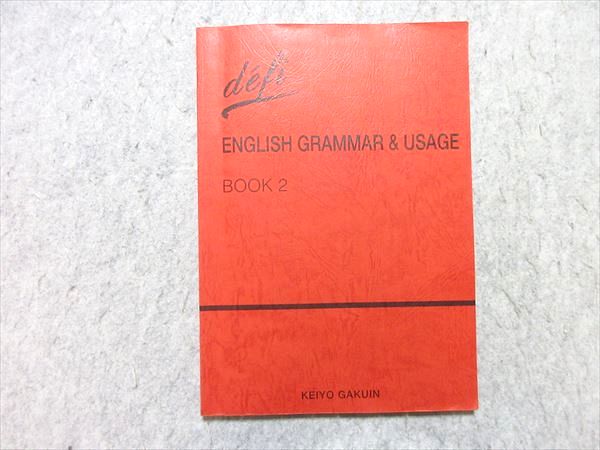 défi
ENGLISH GRAMMAR & USAGE
BOOK 2
KEIYO GAKUIN